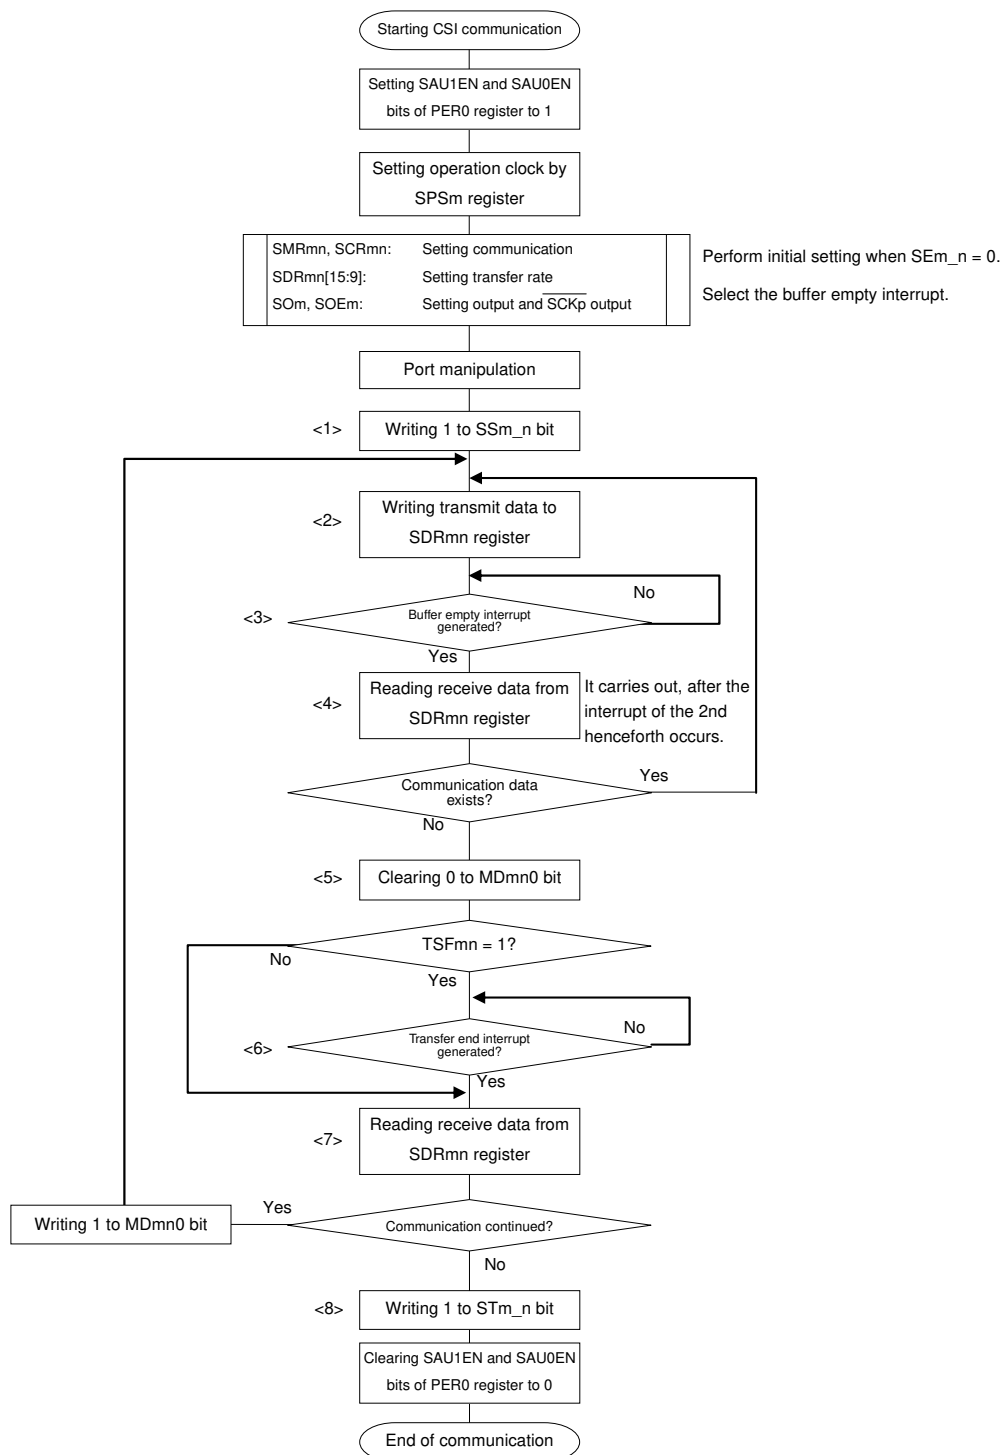 Starting CSI communication
Setting SAU1EN and SAU0EN
bits of PER0 register to 1
Setting operation clock by
SPSm register
SMRmn, SCRmn: Setting communication
SDRmn[15:9]: Setting transfer rate
SOm, SOEm: Setting output and SCKp output
Perform initial setting when SEm_n = 0.
Select the buffer empty interrupt.
Port manipulation
<1> Writing 1 to SSm_n bit
<2> Writing transmit data to
SDRmn register
No
<3> Buffer empty interrupt
generated?
Yes
<4> Reading receive data from
SDRmn register
It carries out, after the
interrupt of the 2nd
henceforth occurs.
Communication data
exists?
Yes
No
<5> Clearing 0 to MDmn0 bit
TSFmn = 1?
No
Yes
No
<6> Transfer end interrupt
generated?
Yes
<7> Reading receive data from
SDRmn register
Yes
Writing 1 to MDmn0 bit
Communication continued?
No
<8> Writing 1 to STm_n bit
Clearing SAU1EN and SAU0EN
bits of PER0 register to 0
End of communication